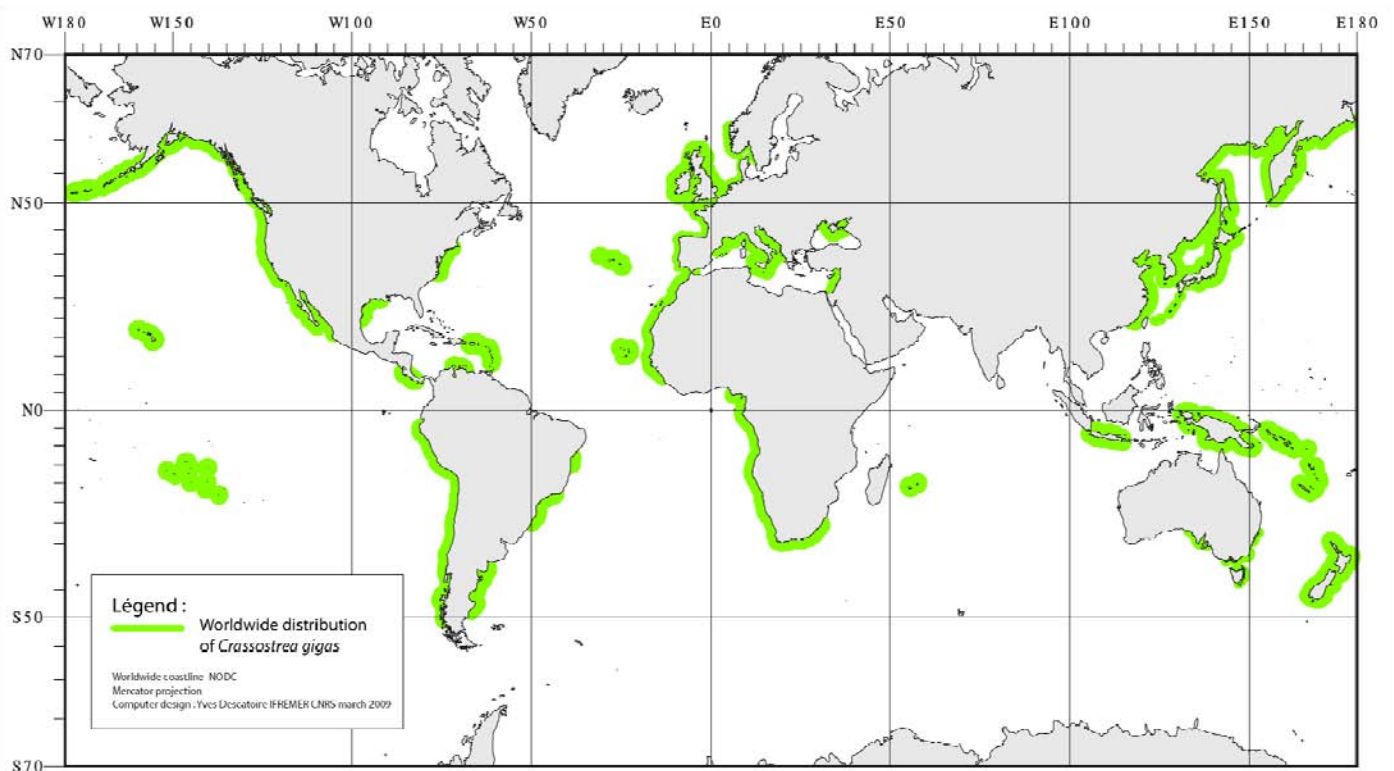 W180 W150 W100 W50 E0 E50 E100 E150 E180
N70
N50
N0
S50
S70
Légend :
Worldwide distribution
of Crassostrea gigas
Worldwide coastline NODC
Mercator projection
Computer design : Yves Descatoire IFREMER CNRS march 2009